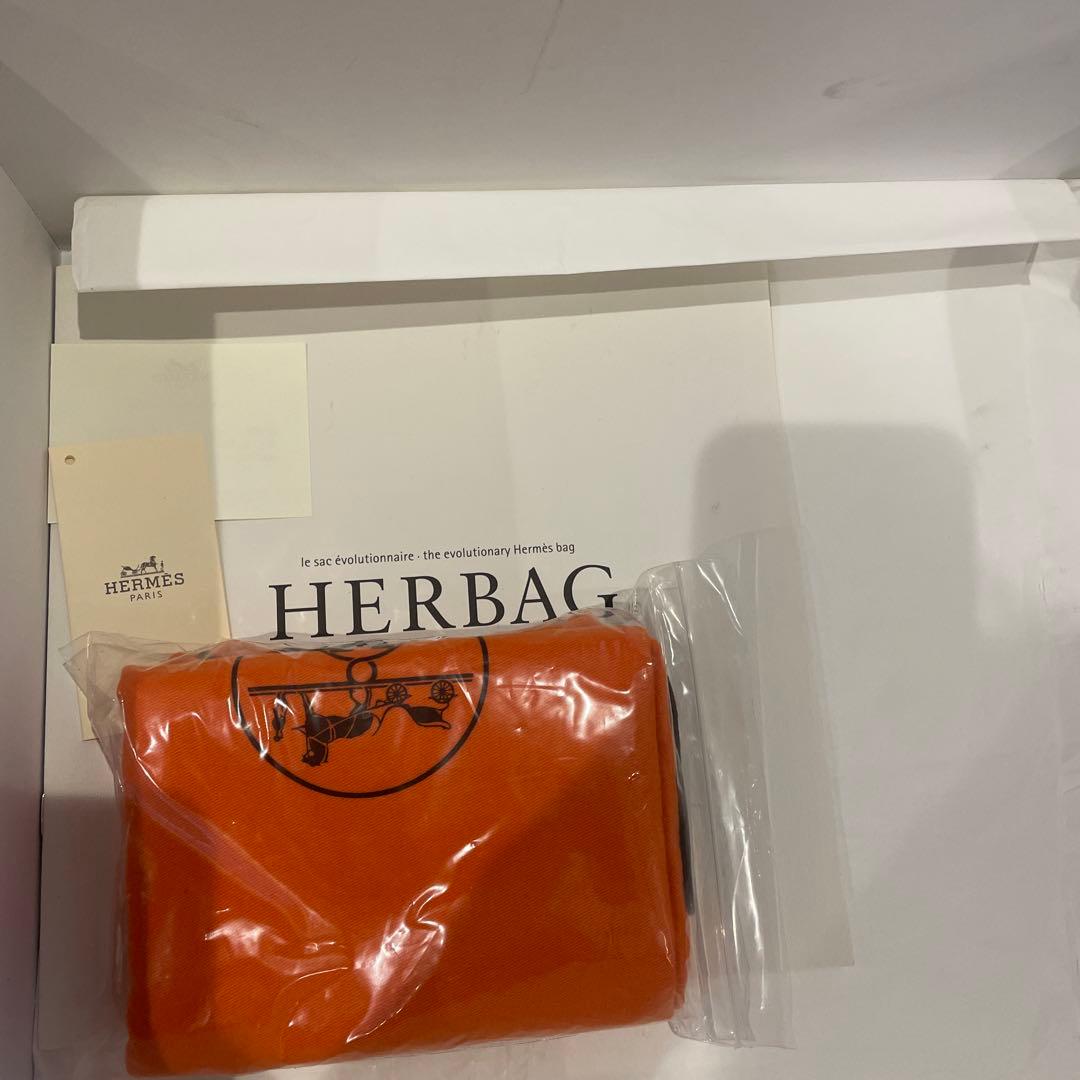 le sac évolutionnaire · the evolutionary Hermès bag
HERBAG
HERMÈS
PARIS